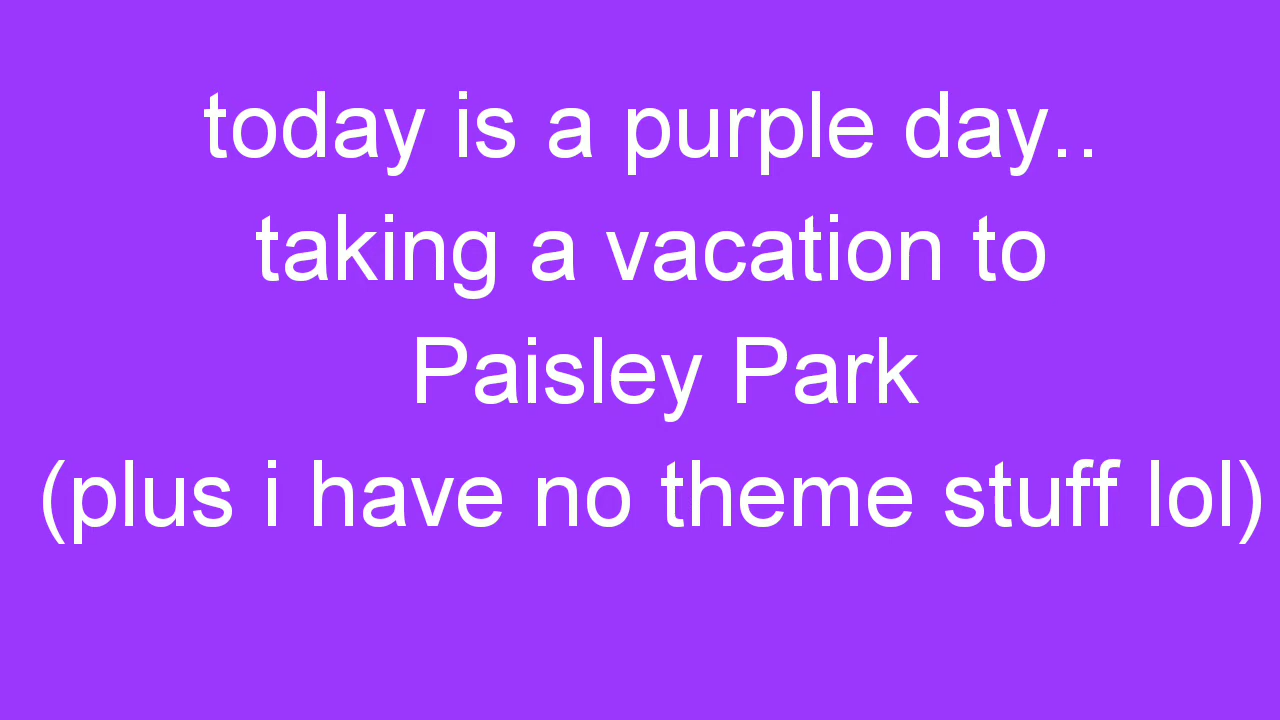 today is a purple day..
taking a vacation to
Paisley Park
(plus i have no theme stuff lol)